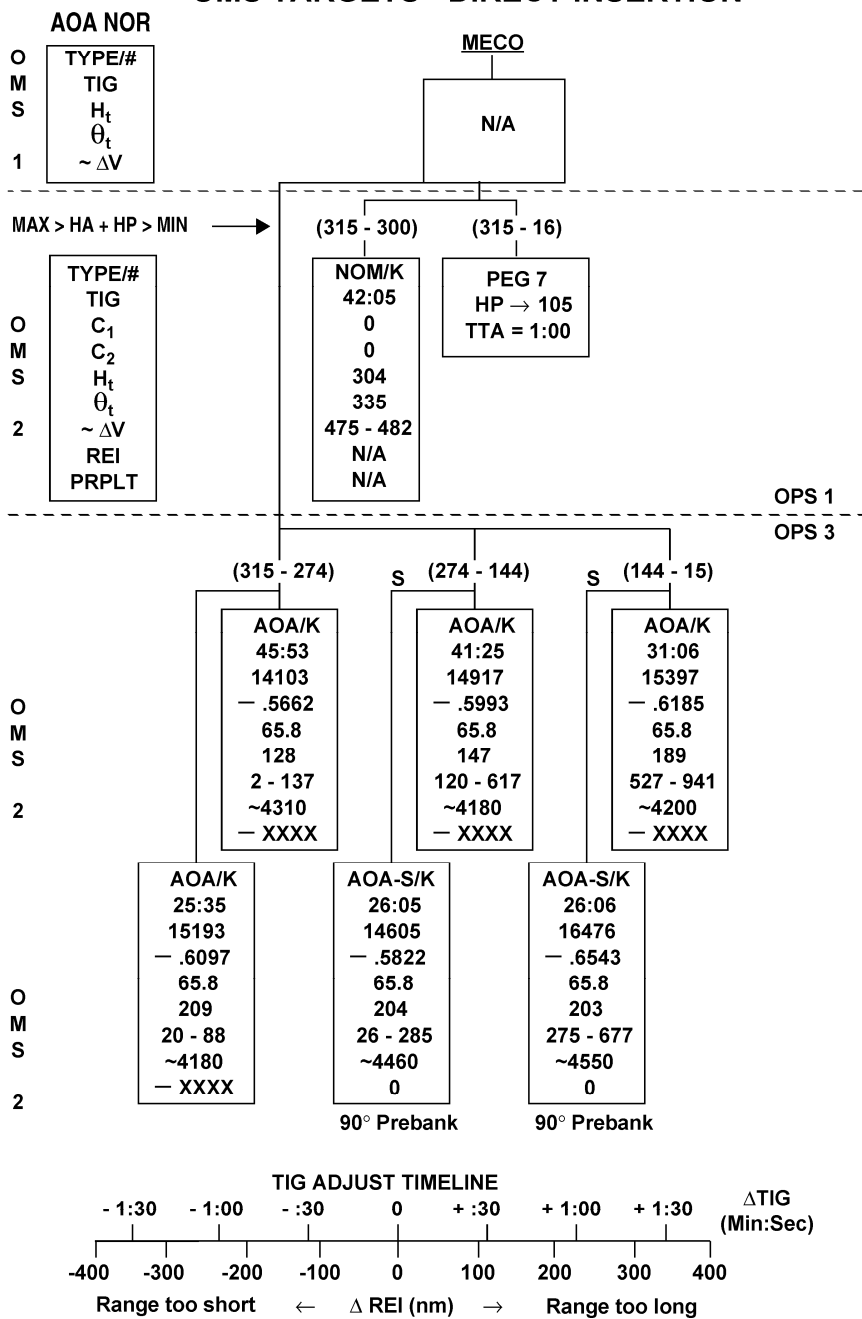 OMS TARGETS - DIRECT INSERTION
AOA NOR
MECO
O
M
S
1
TYPE/#
TIG
Ht
θt
~ ΔV
N/A
MAX > HA + HP > MIN
(315 - 300)
(315 - 16)
O
M
S
2
TYPE/#
TIG
C1
C2
Ht
θt
~ ΔV
REI
PRPLT
NOM/K
42:05
0
0
304
335
475 - 482
N/A
N/A
PEG 7
HP → 105
TTA = 1:00
OPS 1
OPS 3
(315 - 274)
S (274 - 144)
S (144 - 15)
O
M
S
2
AOA/K
45:53
14103
— .5662
65.8
128
2 - 137
~4310
— XXXX
AOA/K
41:25
14917
— .5993
65.8
147
120 - 617
~4180
— XXXX
AOA/K
31:06
15397
— .6185
65.8
189
527 - 941
~4200
— XXXX
O
M
S
2
AOA/K
25:35
15193
— .6097
65.8
209
20 - 88
~4180
— XXXX
AOA-S/K
26:05
14605
— .5822
65.8
204
26 - 285
~4460
0
90° Prebank
AOA-S/K
26:06
16476
— .6543
65.8
203
275 - 677
~4550
0
90° Prebank
TIG ADJUST TIMELINE
- 1:30 - 1:00 - :30 0 + :30 + 1:00 + 1:30
ΔTIG
(Min:Sec)
-400 -300 -200 -100 0 100 200 300 400
Range too short ← Δ REI (nm) → Range too long